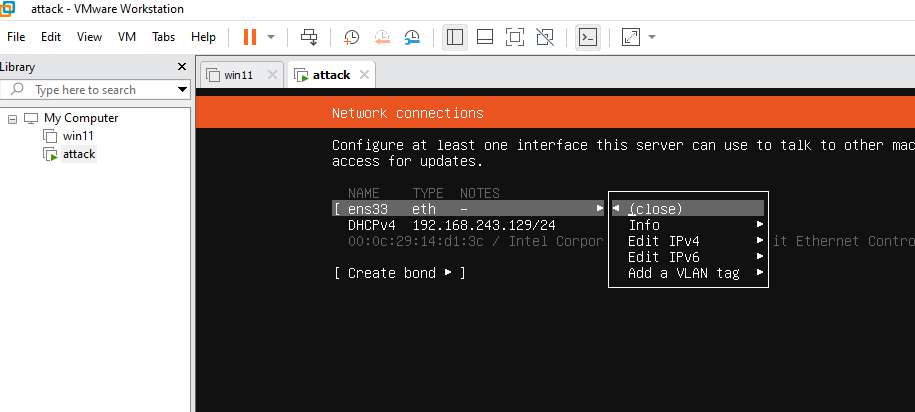 attack - VMware Workstation
File Edit View VM Tabs Help
Library
Type here to search
My Computer
win11
attack
win11
attack
Network connections
Configure at least one interface this server can use to talk to other mac
access for updates.
NAME TYPE NOTES
[ ens33 eth -
DHCPv4 192.168.243.129/24
00:0c:29:14:d1:3c / Intel Corpor
it Ethernet Contro
(close)
Info
Edit IPv4
Edit IPv6
Add a VLAN tag
[ Create bond ▸ ]